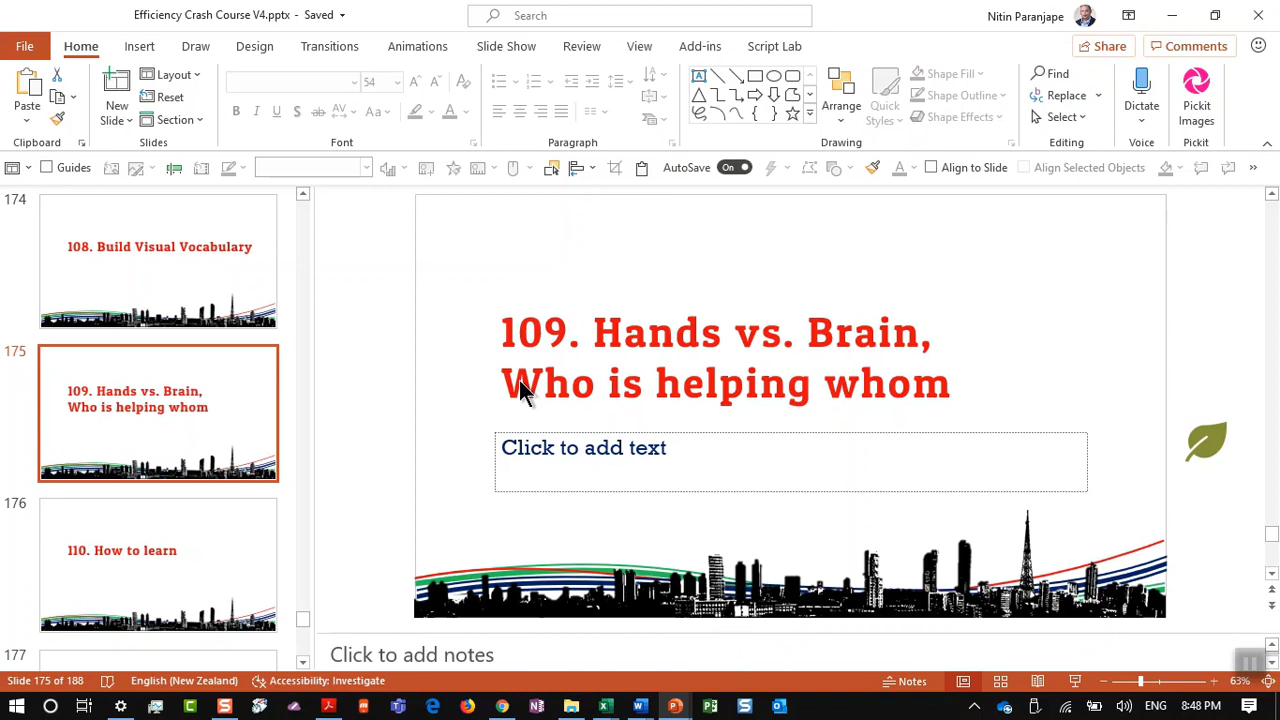 Efficiency Crash Course V4.pptx - Saved
Search
Nitin Paranjape
File Home Insert Draw Design Transitions Animations Slide Show Review View Add-ins Script Lab
Share Comments
Paste
Clipboard
New
Slide
Layout
Reset
Section
Slides
54
B I U S ab AV Aa A
Font
Paragraph
Arrange
Quick
Styles
Shape Fill
Shape Outline
Shape Effects
Drawing
Find
Replace
Select
Editing
Dictate
Voice
Pickit
Images
Pickit
Guides
AutoSave On
Align to Slide
Align Selected Objects
174
108. Build Visual Vocabulary
175
109. Hands vs. Brain,
Who is helping whom
176
110. How to learn
177
109. Hands vs. Brain,
Who is helping whom
Click to add text
Click to add notes
Slide 175 of 188
English (New Zealand)
Accessibility: Investigate
Notes
63%
ENG
8:48 PM